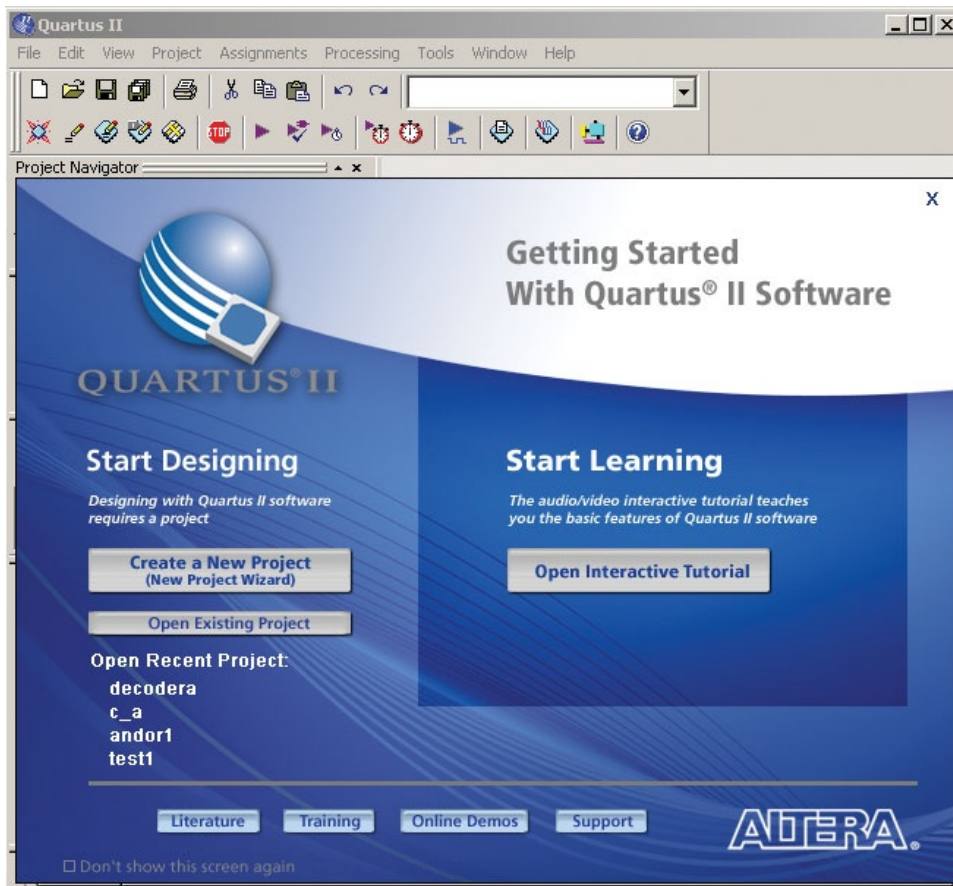 Quartus II
File Edit View Project Assignments Processing Tools Window Help
STOP
Project Navigator
x
X
Getting Started
With Quartus® II Software
QUARTUS® II
Start Designing
Designing with Quartus II software
requires a project
Create a New Project
(New Project Wizard)
Open Existing Project
Open Recent Project:
decodera
c_a
andor1
test1
Start Learning
The audio/video interactive tutorial teaches
you the basic features of Quartus II software
Open Interactive Tutorial
Literature Training Online Demos Support
ALTERA®
Don't show this screen again